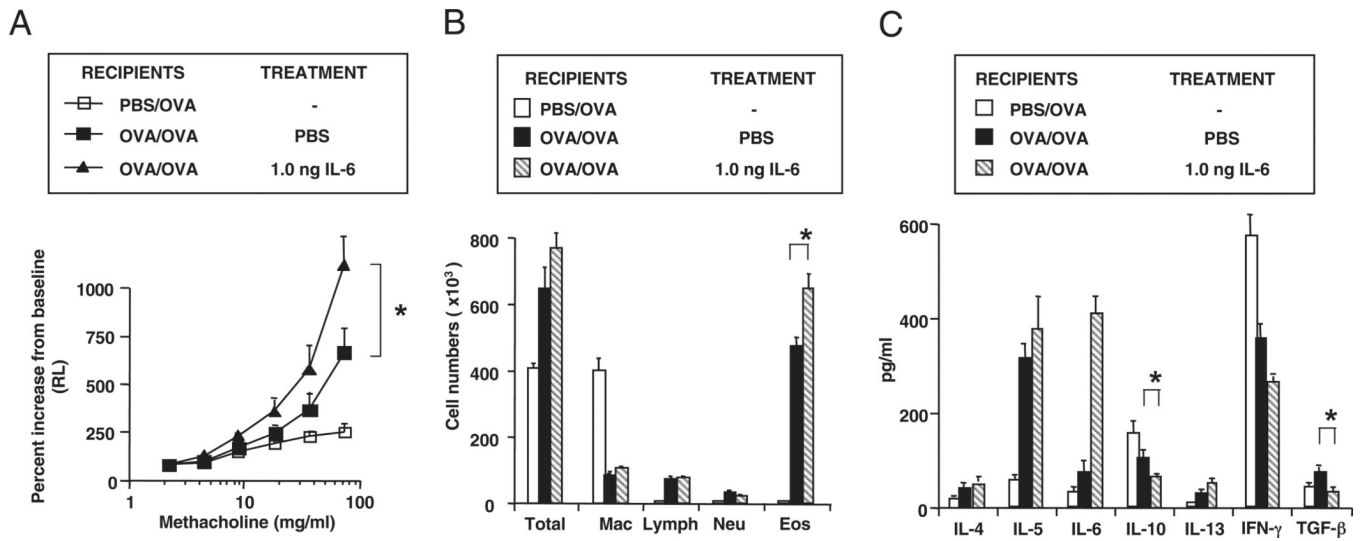 A
RECIPIENTS TREATMENT
PBS/OVA -
OVA/OVA PBS
OVA/OVA 1.0 ng IL-6
Percent increase from baseline
(RL)
1000
750
500
250
0
1 10 100
Methacholine (mg/ml)
*
B
RECIPIENTS TREATMENT
PBS/OVA -
OVA/OVA PBS
OVA/OVA 1.0 ng IL-6
Cell numbers ( x10³)
800
600
400
200
0
Total Mac Lymph Neu Eos
*
C
RECIPIENTS TREATMENT
PBS/OVA -
OVA/OVA PBS
OVA/OVA 1.0 ng IL-6
pg/ml
600
400
200
0
IL-4 IL-5 IL-6 IL-10 IL-13 IFN-γ TGF-β
*
*